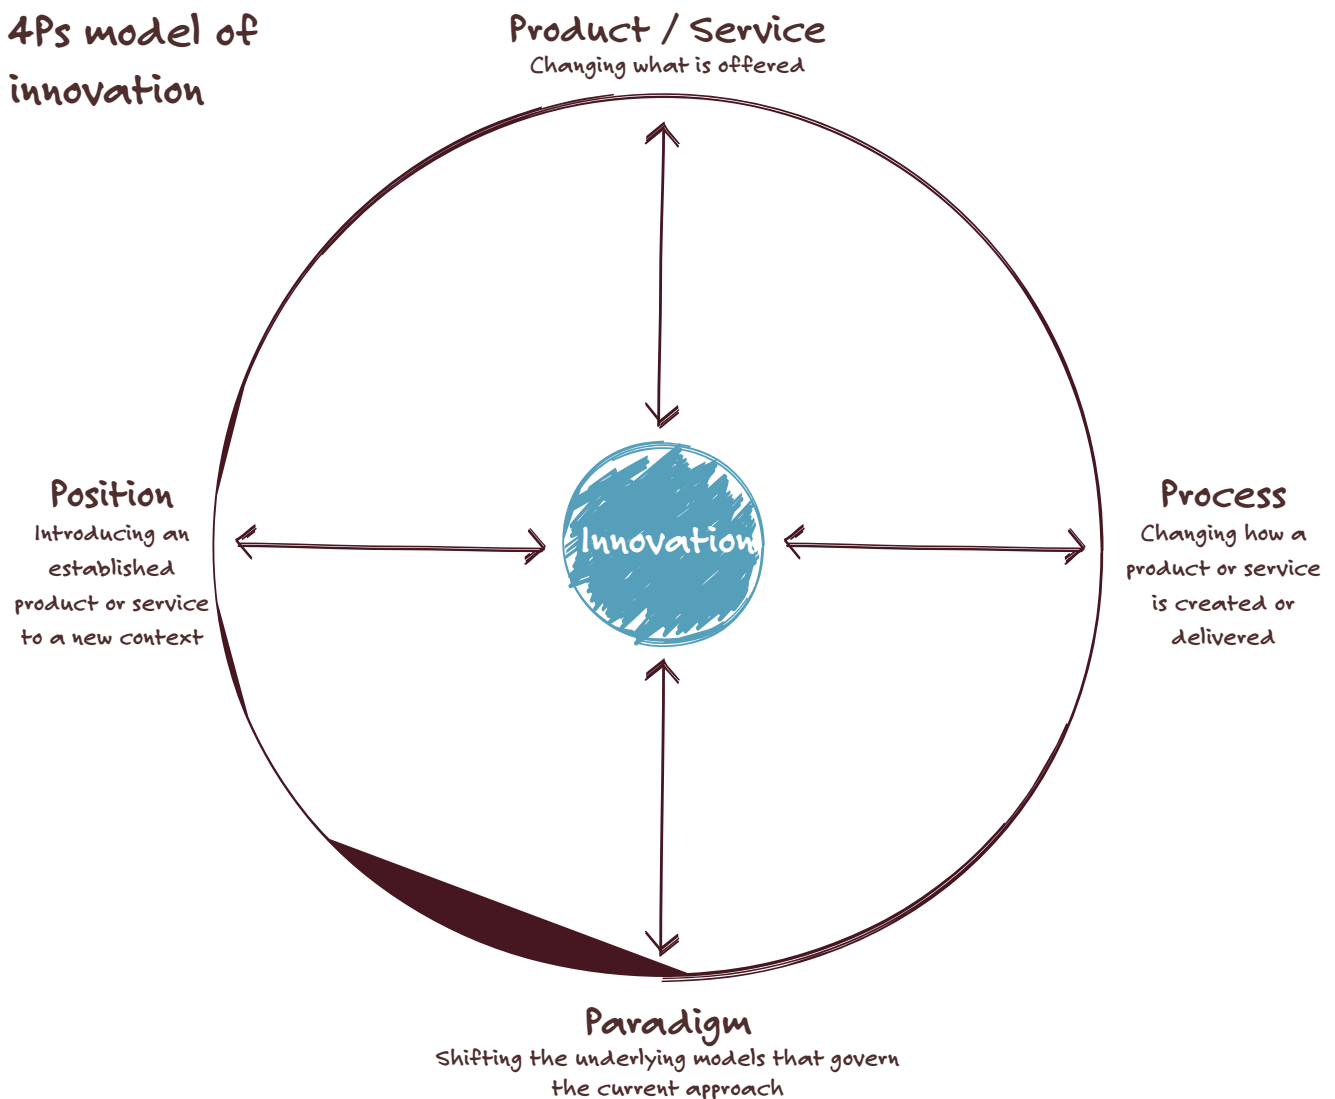 4Ps model of
innovation
Product / Service
Changing what is offered
Position
Introducing an
established
product or service
to a new context
Innovation
Process
Changing how a
product or service
is created or
delivered
Paradigm
Shifting the underlying models that govern
the current approach